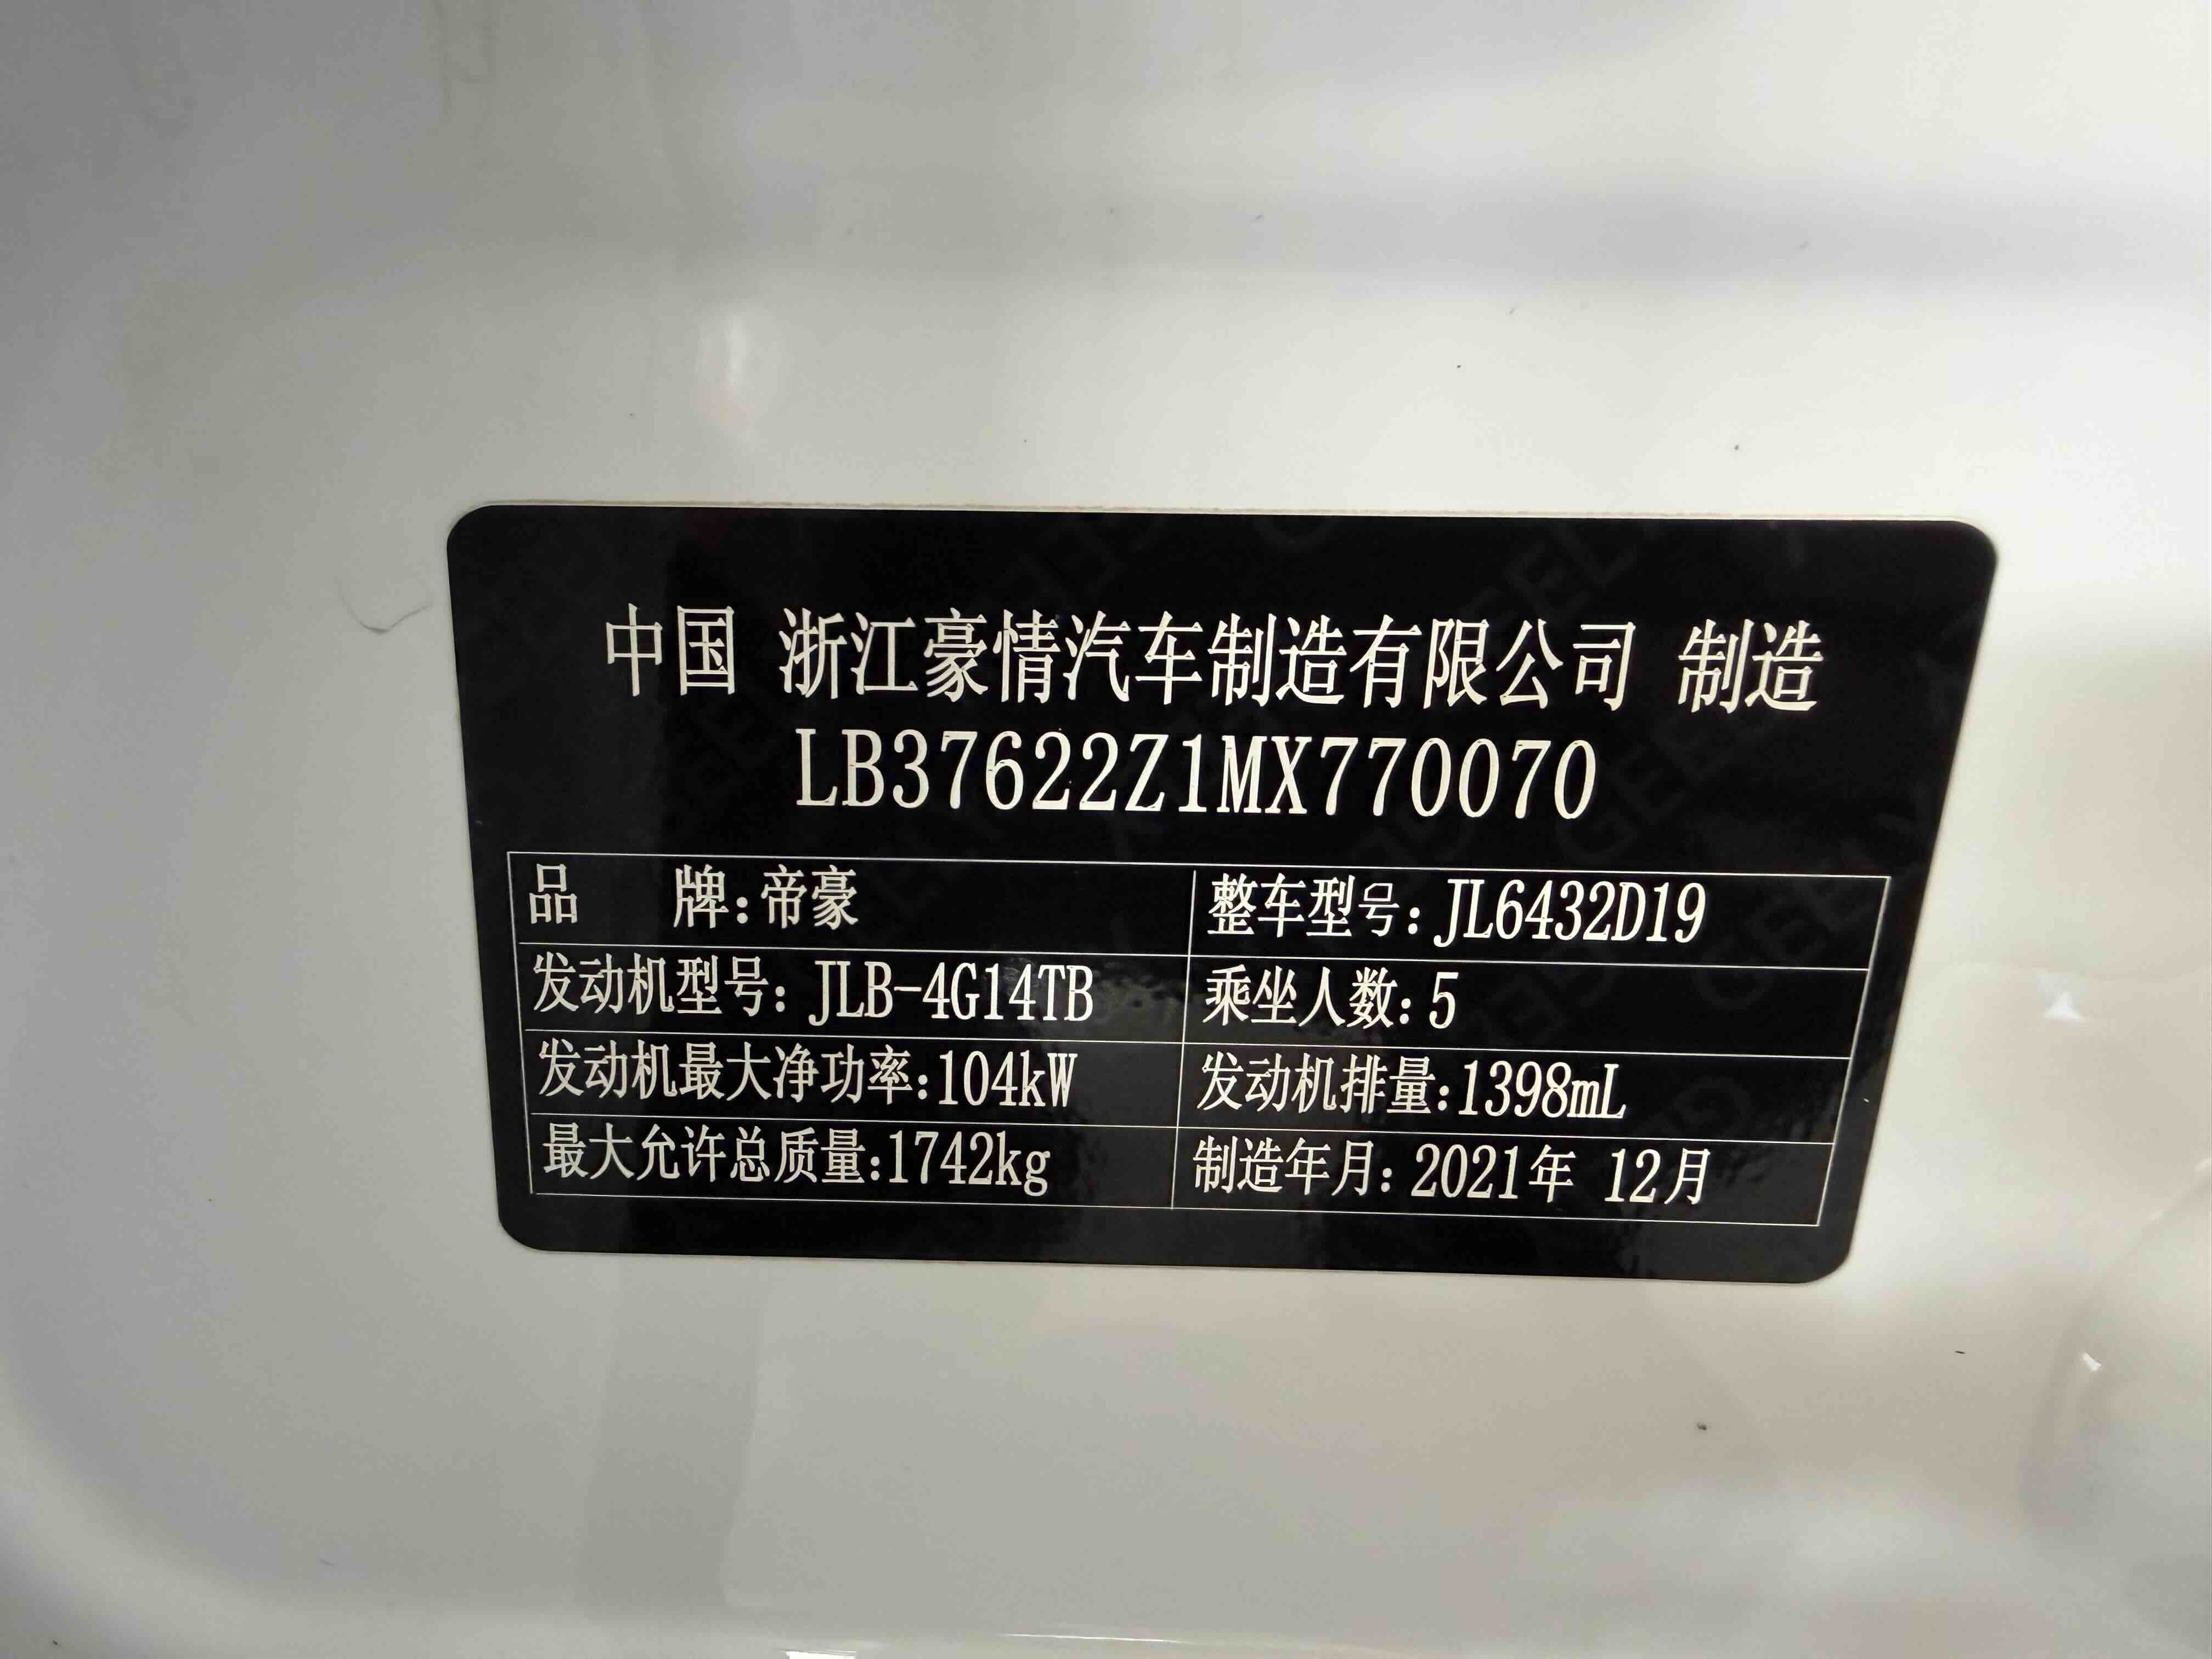 中国 浙江豪情汽车制造有限公司 制造
LB37622Z1MX770070
品 牌:帝豪 整车型号:JL6432D19
发动机型号:JLB-4G14TB 乘坐人数:5
发动机最大净功率:104kW 发动机排量:1398mL
最大允许总质量:1742kg 制造年月:2021年 12月